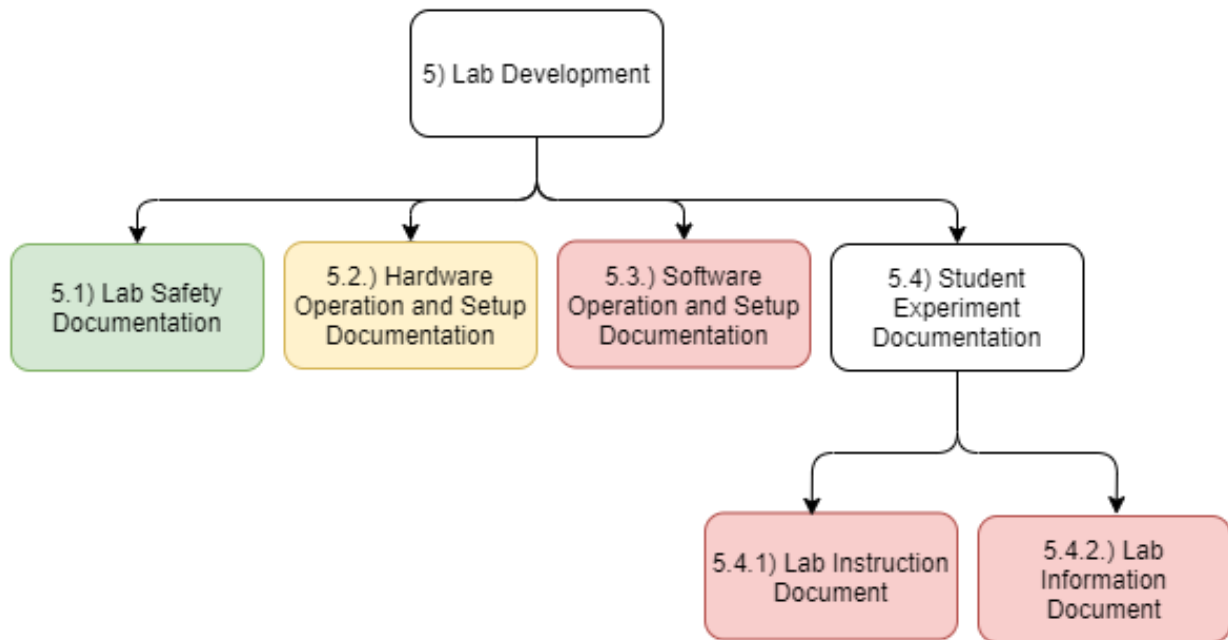 5) Lab Development
5.1) Lab Safety
Documentation
5.2.) Hardware
Operation and Setup
Documentation
5.3.) Software
Operation and Setup
Documentation
5.4) Student
Experiment
Documentation
5.4.1) Lab Instruction
Document
5.4.2.) Lab
Information
Document